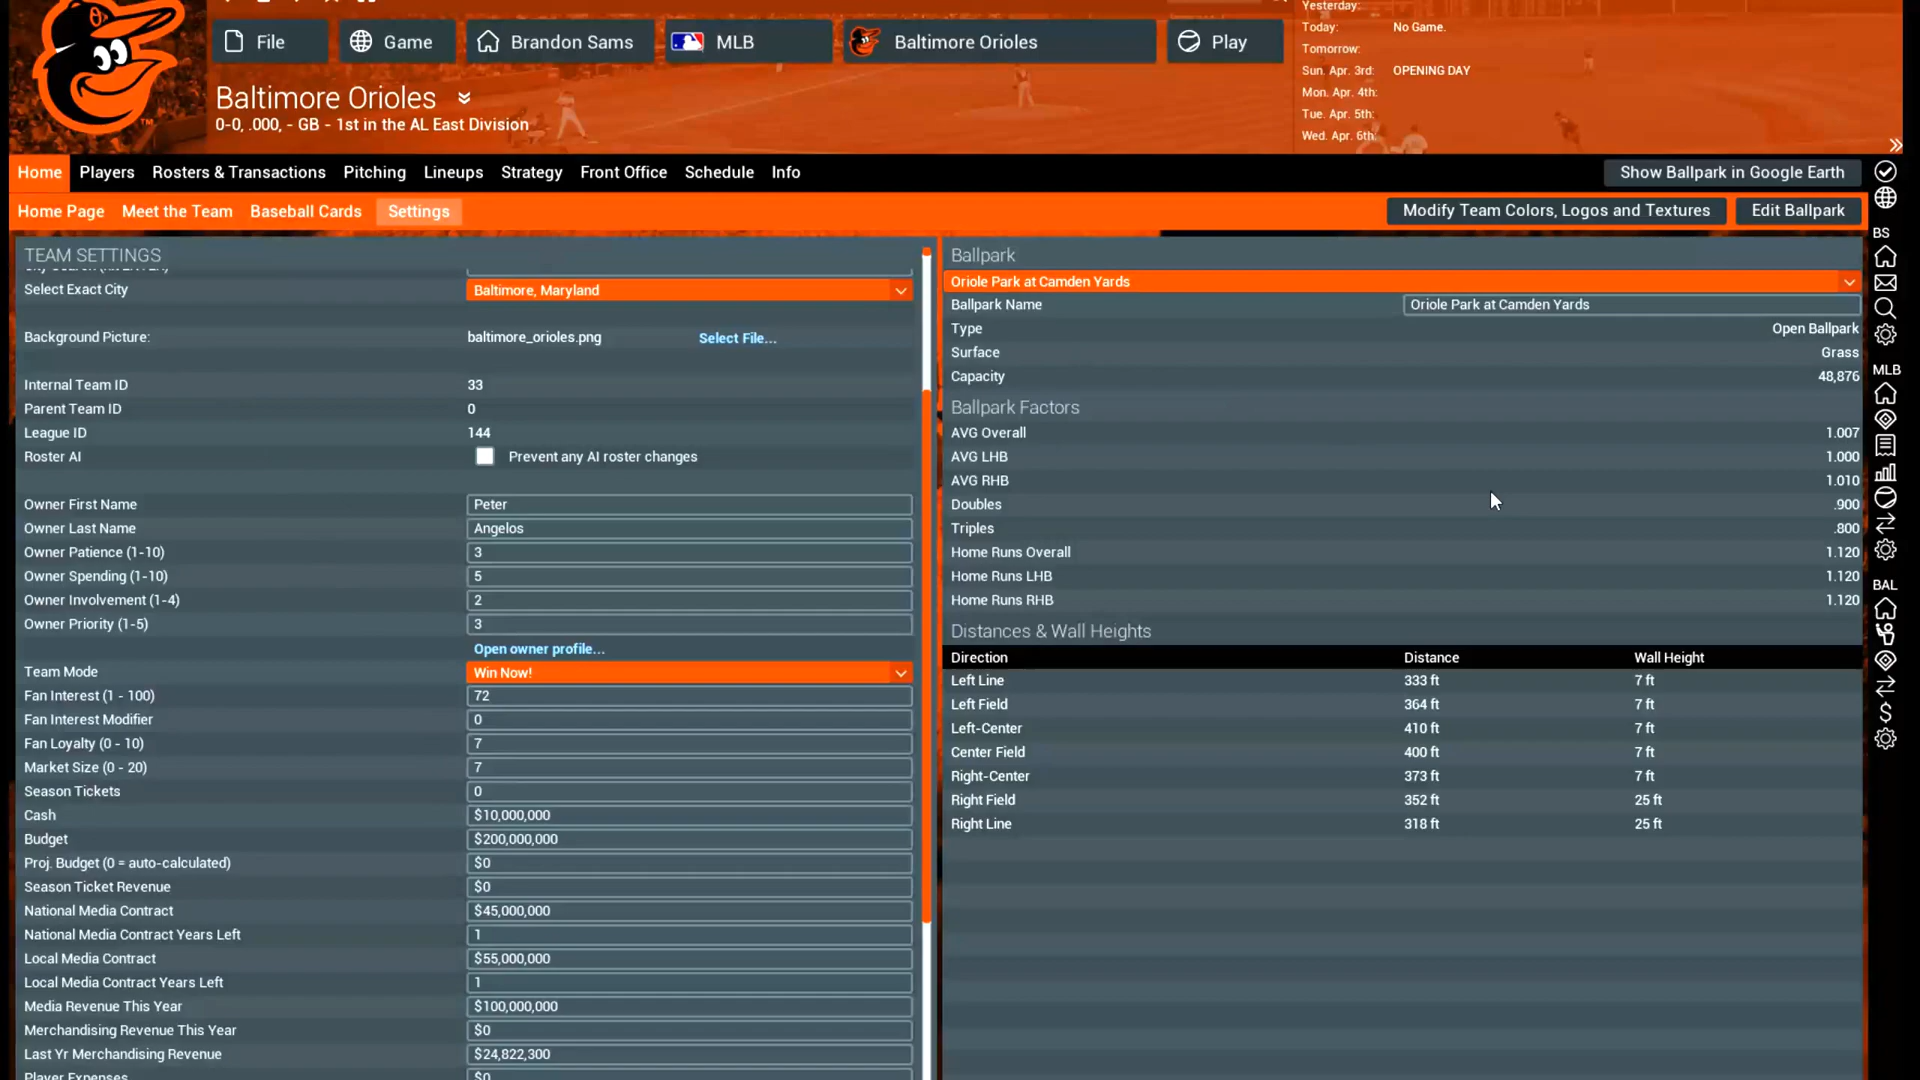 Yesterday:
File
Game
Brandon Sams
MLB
Baltimore Orioles
Play
Today: No Game.
Tomorrow:
Sun. Apr. 3rd: OPENING DAY
Mon. Apr. 4th:
Tue. Apr. 5th:
Wed. Apr. 6th:
Baltimore Orioles
0-0, .000, - GB - 1st in the AL East Division
TM
Home Players Rosters & Transactions Pitching Lineups Strategy Front Office Schedule Info
Show Ballpark in Google Earth
Home Page Meet the Team Baseball Cards Settings
Modify Team Colors, Logos and Textures
Edit Ballpark
TEAM SETTINGS
Select Exact City Baltimore, Maryland
Background Picture: baltimore_orioles.png Select File...
Internal Team ID 33
Parent Team ID 0
League ID 144
Roster AI Prevent any AI roster changes
Owner First Name Peter
Owner Last Name Angelos
Owner Patience (1-10) 3
Owner Spending (1-10) 5
Owner Involvement (1-4) 2
Owner Priority (1-5) 3
Open owner profile...
Team Mode Win Now!
Fan Interest (1 - 100) 72
Fan Interest Modifier 0
Fan Loyalty (0 - 10) 7
Market Size (0 - 20) 7
Season Tickets 0
Cash $10,000,000
Budget $200,000,000
Proj. Budget (0 = auto-calculated) $0
Season Ticket Revenue $0
National Media Contract $45,000,000
National Media Contract Years Left 1
Local Media Contract $55,000,000
Local Media Contract Years Left 1
Media Revenue This Year $100,000,000
Merchandising Revenue This Year $0
Last Yr Merchandising Revenue $24,822,300
Player Expenses $0
Ballpark
Oriole Park at Camden Yards
Ballpark Name Oriole Park at Camden Yards
Type Open Ballpark
Surface Grass
Capacity 48,876
Ballpark Factors
AVG Overall 1.007
AVG LHB 1.000
AVG RHB 1.010
Doubles .900
Triples .800
Home Runs Overall 1.120
Home Runs LHB 1.120
Home Runs RHB 1.120
Distances & Wall Heights
Direction Distance Wall Height
Left Line 333 ft 7 ft
Left Field 364 ft 7 ft
Left-Center 410 ft 7 ft
Center Field 400 ft 7 ft
Right-Center 373 ft 7 ft
Right Field 352 ft 25 ft
Right Line 318 ft 25 ft
BS
MLB
BAL